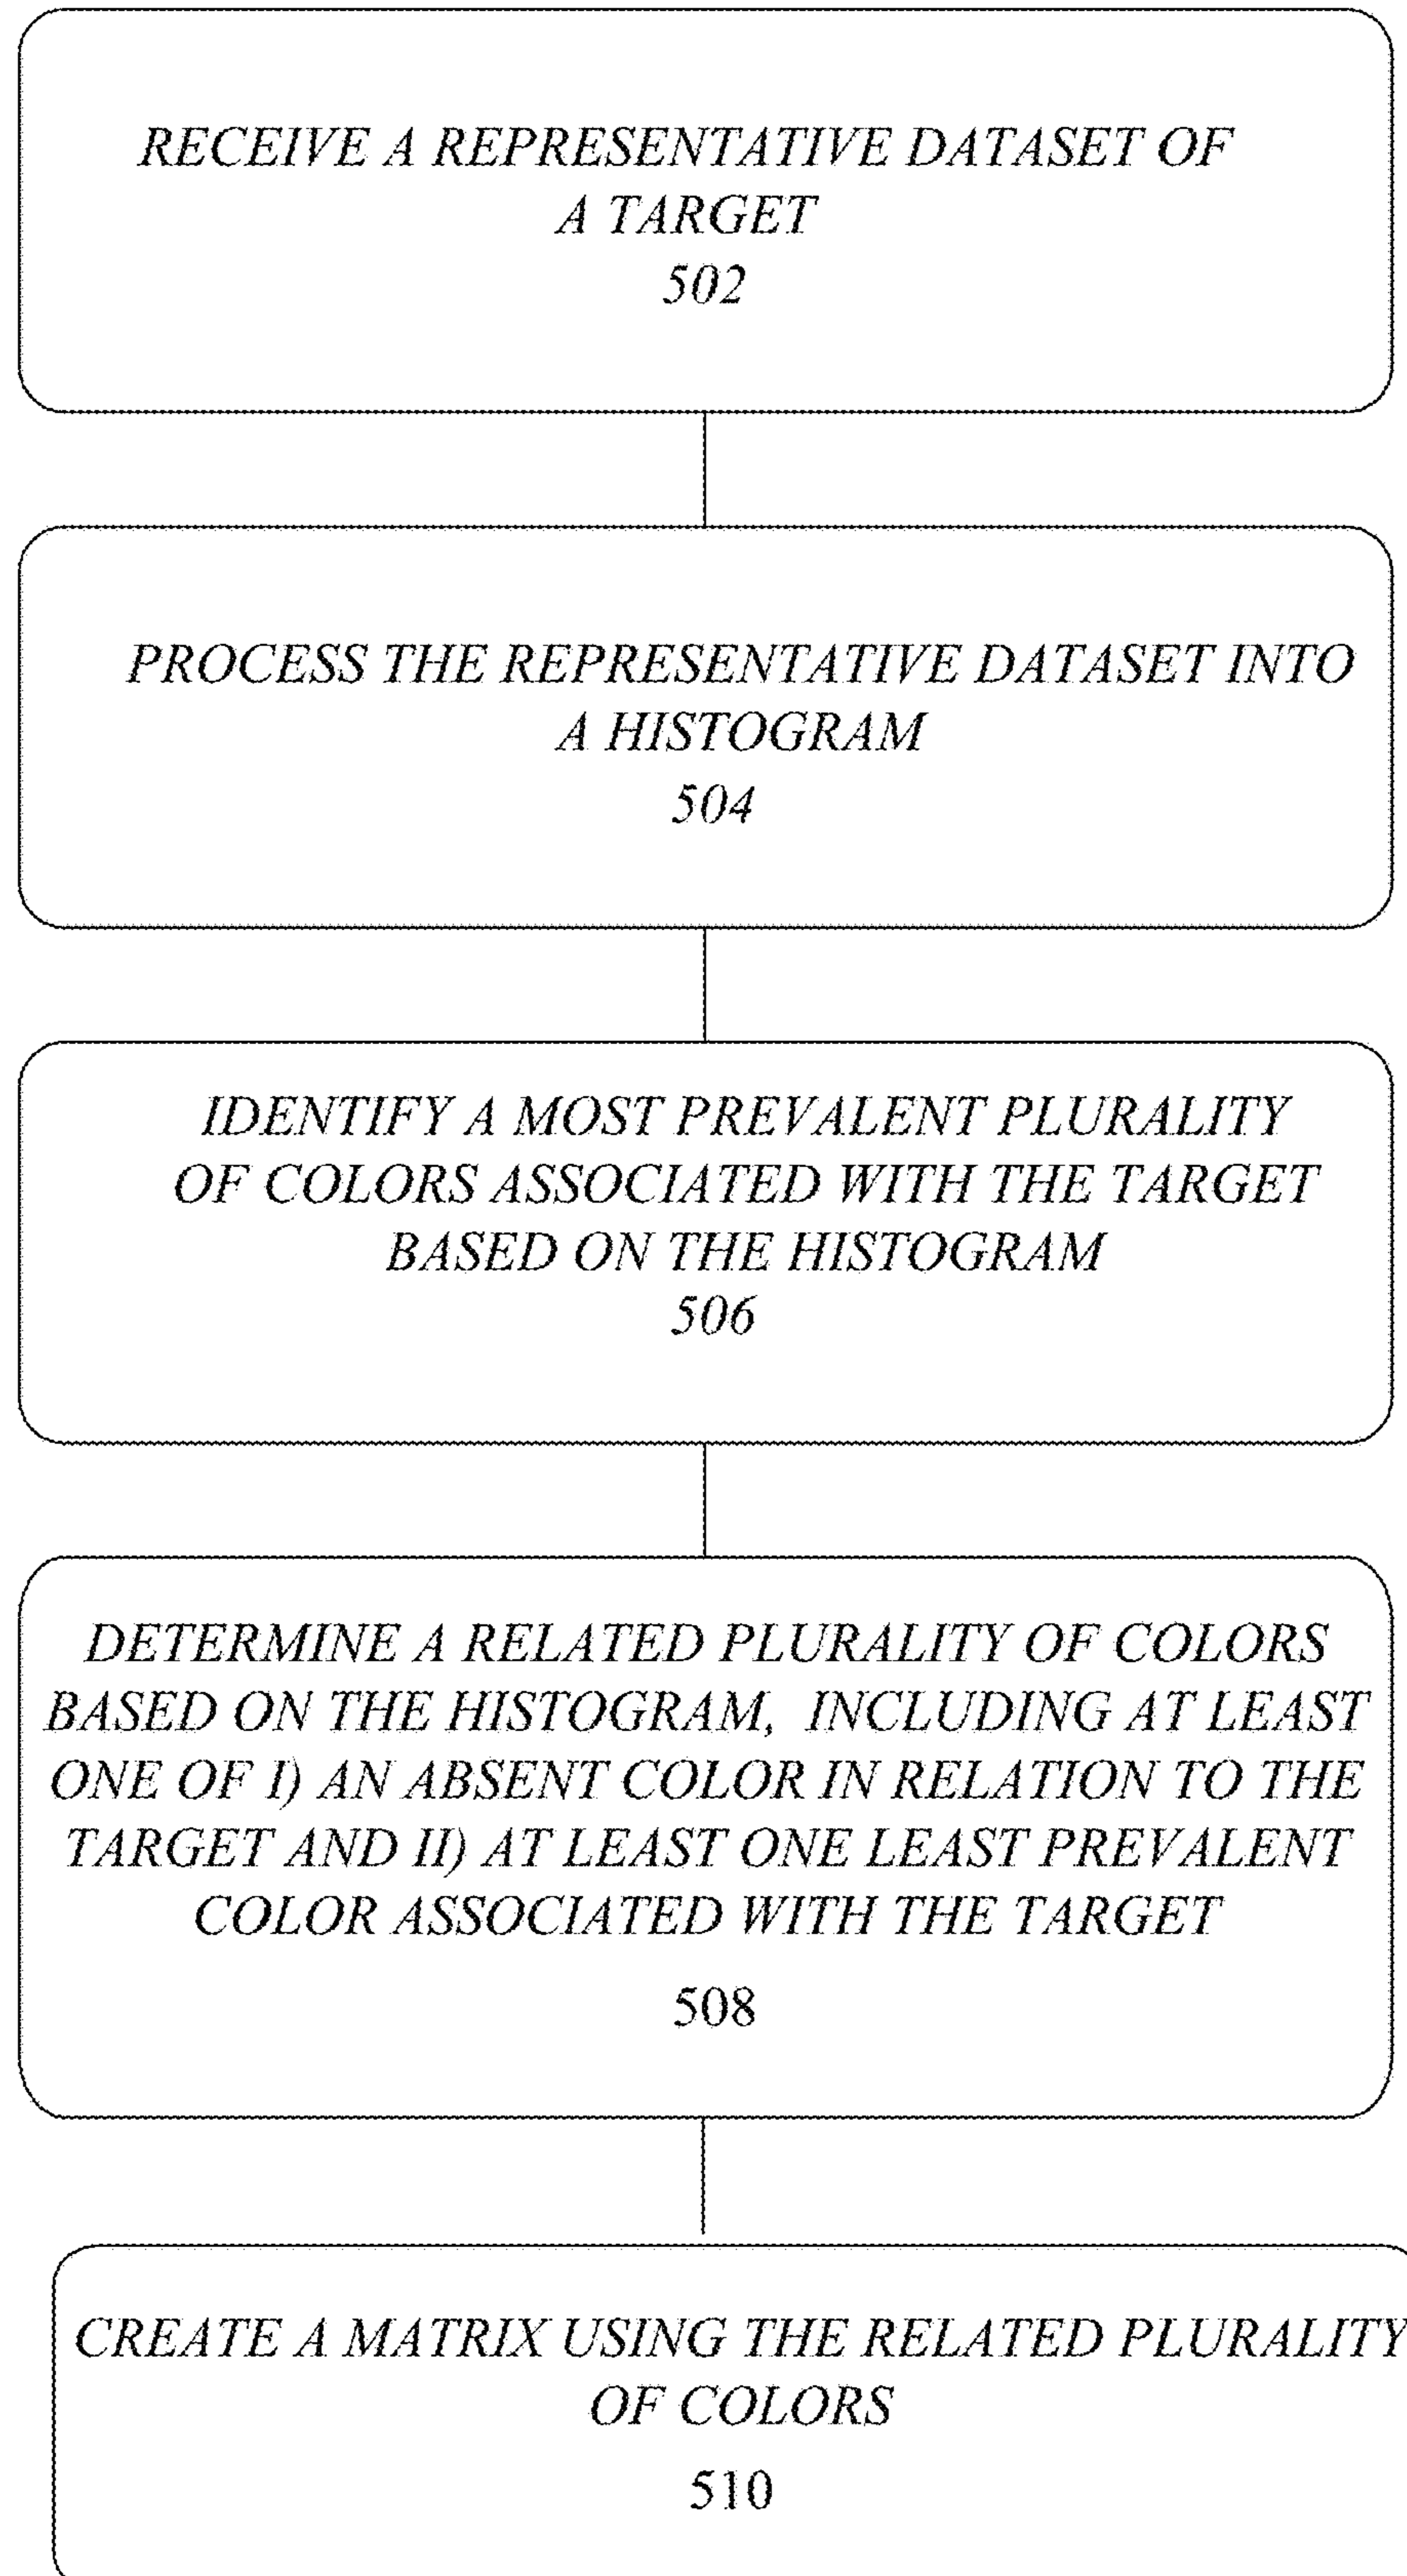 RECEIVE A REPRESENTATIVE DATASET OF
A TARGET
502
PROCESS THE REPRESENTATIVE DATASET INTO
A HISTOGRAM
504
IDENTIFY A MOST PREVALENT PLURALITY
OF COLORS ASSOCIATED WITH THE TARGET
BASED ON THE HISTOGRAM
506
DETERMINE A RELATED PLURALITY OF COLORS
BASED ON THE HISTOGRAM, INCLUDING AT LEAST
ONE OF I) AN ABSENT COLOR IN RELATION TO THE
TARGET AND II) AT LEAST ONE LEAST PREVALENT
COLOR ASSOCIATED WITH THE TARGET
508
CREATE A MATRIX USING THE RELATED PLURALITY
OF COLORS
510